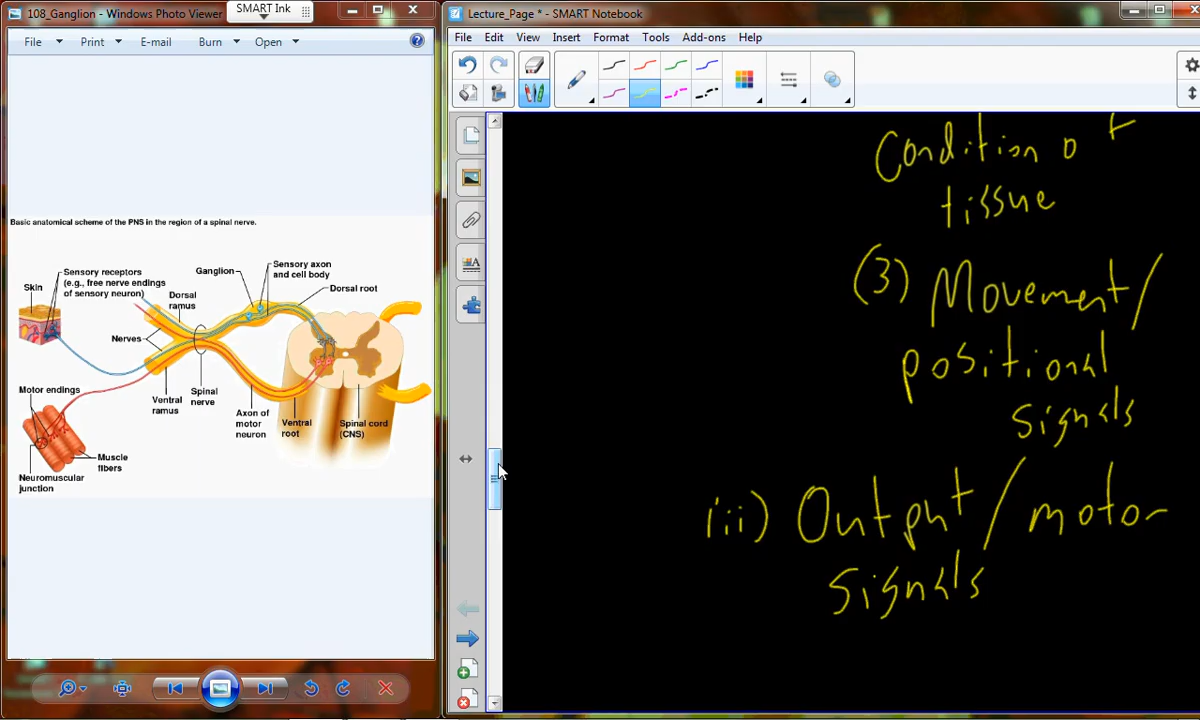 108_Ganglion - Windows Photo Viewer
SMART Ink
File Print E-mail Burn Open
Basic anatomical scheme of the PNS in the region of a spinal nerve.
Skin
Sensory receptors
(e.g., free nerve endings
of sensory neuron)
Dorsal
ramus
Ganglion
Sensory axon
and cell body
Dorsal root
Nerves
Motor endings
Ventral
ramus
Spinal
nerve
Axon of
motor
neuron
Ventral
root
Spinal cord
(CNS)
Muscle
fibers
Neuromuscular
junction
Lecture_Page * - SMART Notebook
File Edit View Insert Format Tools Add-ons Help
Condition of
tissue
(3) Movement/
positional
signals
iii) Output/motor
signals